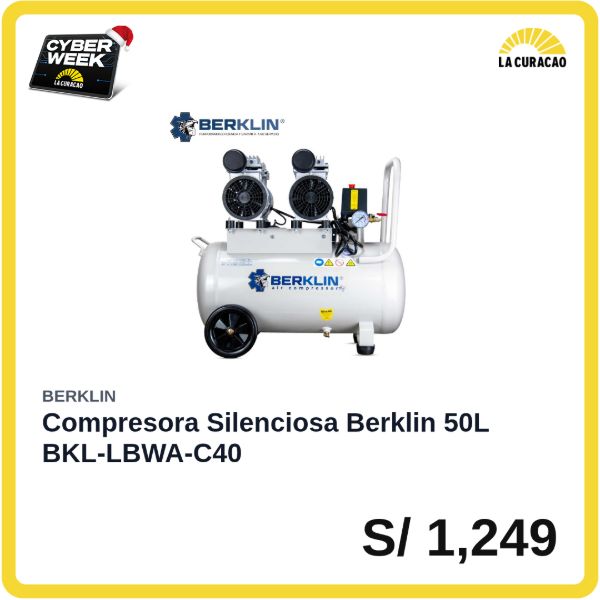 CYBER
WEEK
LA CURACAO
LA CURACAO
BERKLIN®
BERKLIN
air compressor
BERKLIN
Compresora Silenciosa Berklin 50L
BKL-LBWA-C40
S/ 1,249